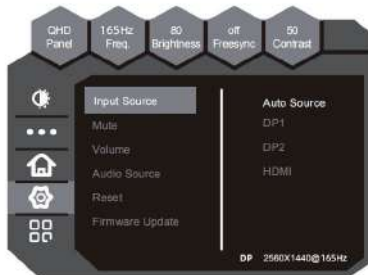 QHD
Panel
165Hz
Freq.
80
Brightness
off
Freesync
50
Contrast
Input Source
Mute
Volume
Audio Source
Reset
Firmware Update
Auto Source
DP1
DP2
HDMI
DP 2560X1440@165Hz